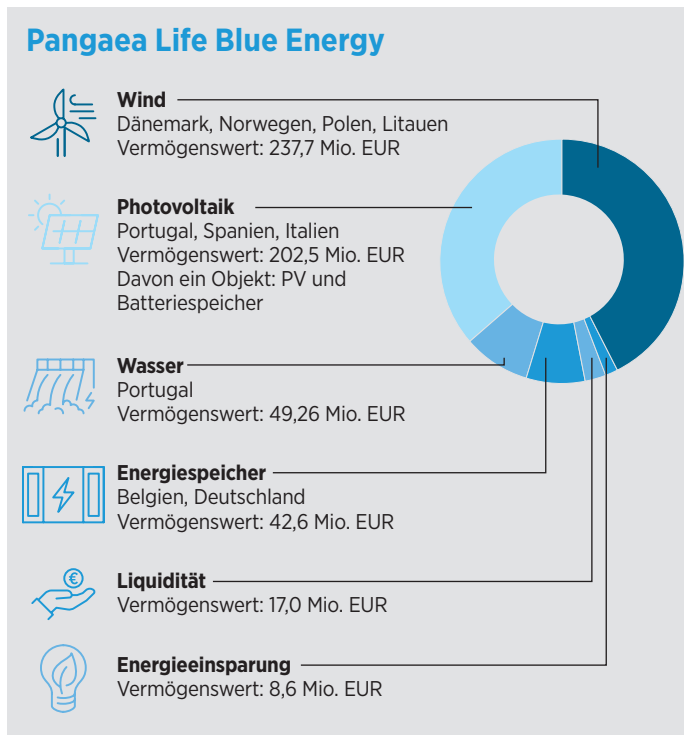 Pangaea Life Blue Energy
Wind
Dänemark, Norwegen, Polen, Litauen
Vermögenswert: 237,7 Mio. EUR
Photovoltaik
Portugal, Spanien, Italien
Vermögenswert: 202,5 Mio. EUR
Davon ein Objekt: PV und
Batteriespeicher
Wasser
Portugal
Vermögenswert: 49,26 Mio. EUR
Energiespeicher
Belgien, Deutschland
Vermögenswert: 42,6 Mio. EUR
Liquidität
€
Vermögenswert: 17,0 Mio. EUR
Energieeinsparung
Vermögenswert: 8,6 Mio. EUR